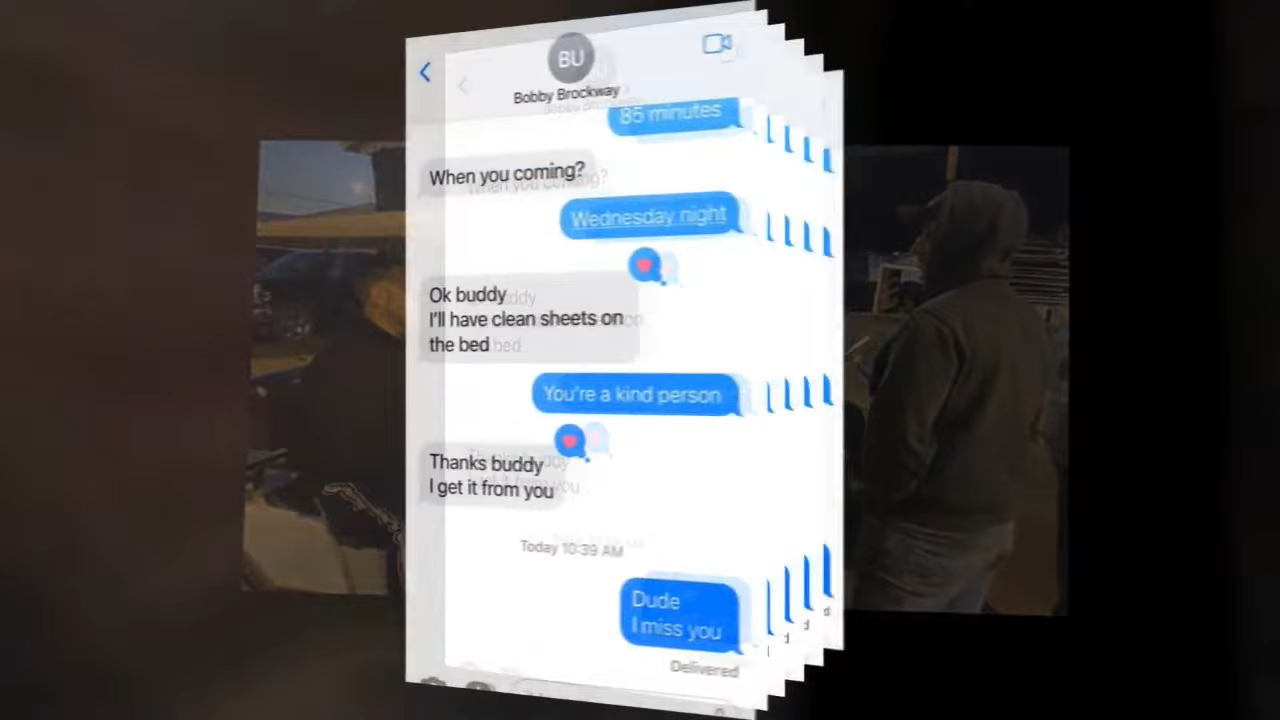 BU
Bobby Brockway
85 minutes
When you coming?
Wednesday night
Ok buddy
I'll have clean sheets on
the bed
You're a kind person
Thanks buddy
I get it from you
Today 10:39 AM
Dude
I miss you
Delivered